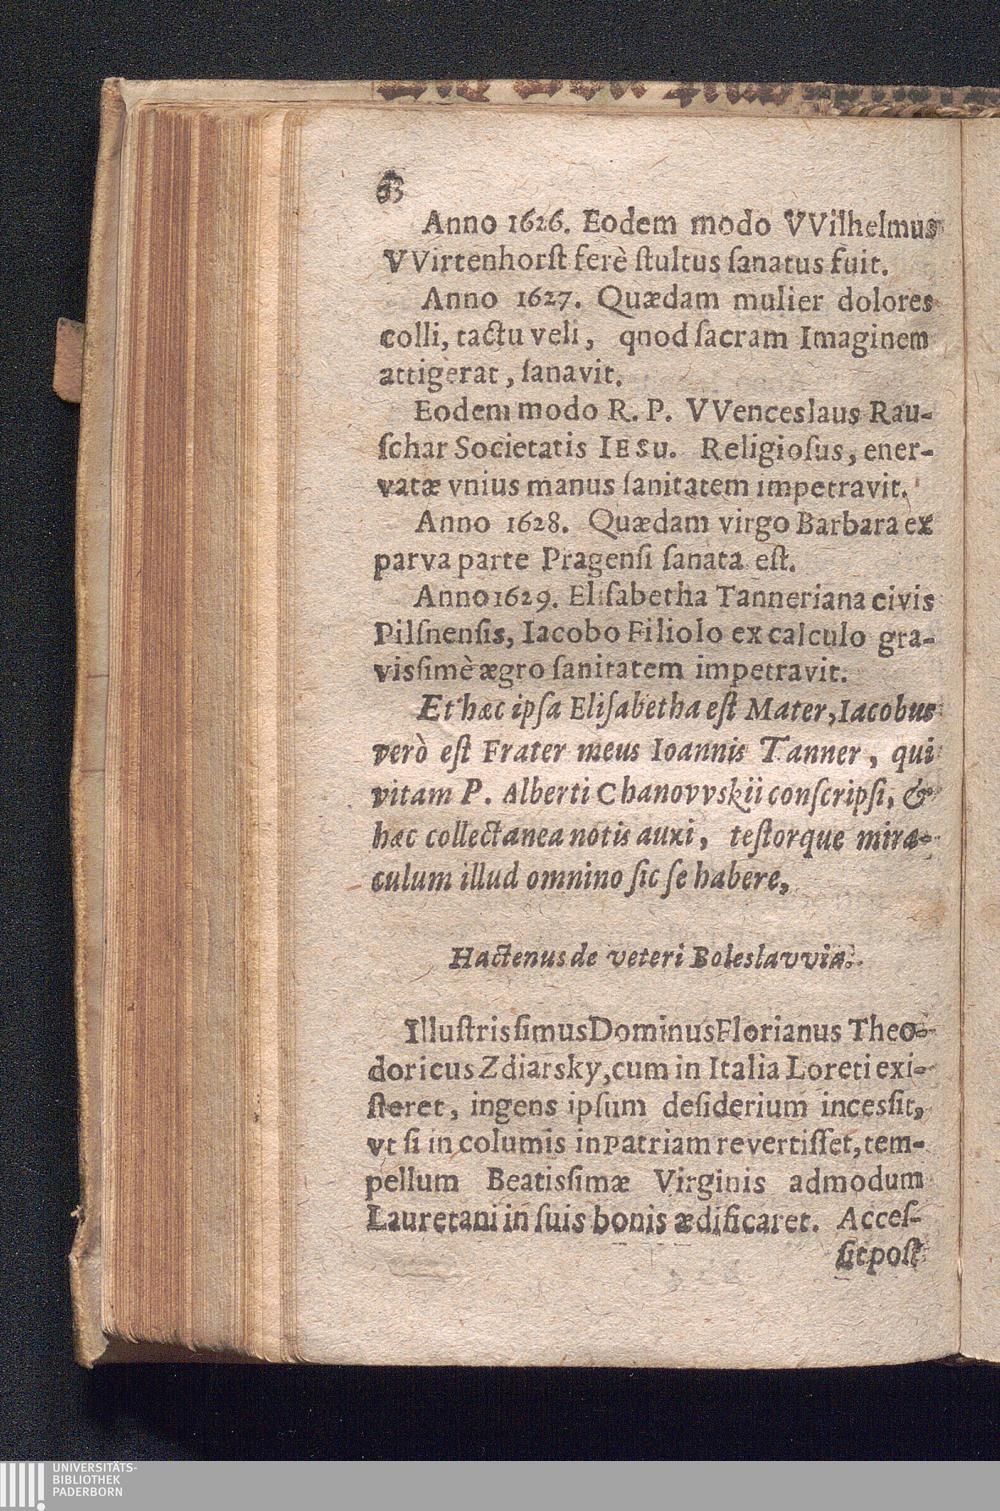 Anno 1626. Eodem modo VVilhelmus
VVirtenhorſt ferè ſtultus ſanatus fuit.
Anno 1627. Quædam mulier dolores
colli, tactu veli, qnod ſacram Imaginem
attigerat, ſanavit.
Eodem modo R. P. VVenceslaus Rau-
ſchar Societatis IESu. Religioſus, ener-
vatæ vnius manus ſanitatem impetravit.
Anno 1628. Quædam virgo Barbara ex
parva parte Pragenſi ſanata eſt.
Anno 1629. Eliſabetha Tanneriana civis
Pilſnenſis, Iacobo Filiolo ex calculo gra-
visſimè ægro ſanitatem impetravit.
Et hæc ipſa Eliſabetha eſt Mater, Iacobus
verò eſt Frater meus Ioannis Tanner, qui
vitam P. Alberti Chanovvskii conſcripſi, &
hæc collectanea notis auxi, teſtorque mira-
culum illud omnino ſic ſe habere,
Hactenus de veteri Boleslavvia.
Illuſtrisſimus Dominus Florianus Theo-
doricus Zdiarsky, cum in Italia Loreti exi-
ſteret, ingens ipſum deſiderium incesſit,
vt ſi in columis in Patriam revertiſſet, tem-
pellum Beatisſimæ Virginis admodum
Lauretani in ſuis bonis ædificaret. Acceſ-
ſit poſt
UNIVERSITÄTS-
BIBLIOTHEK
PADERBORN